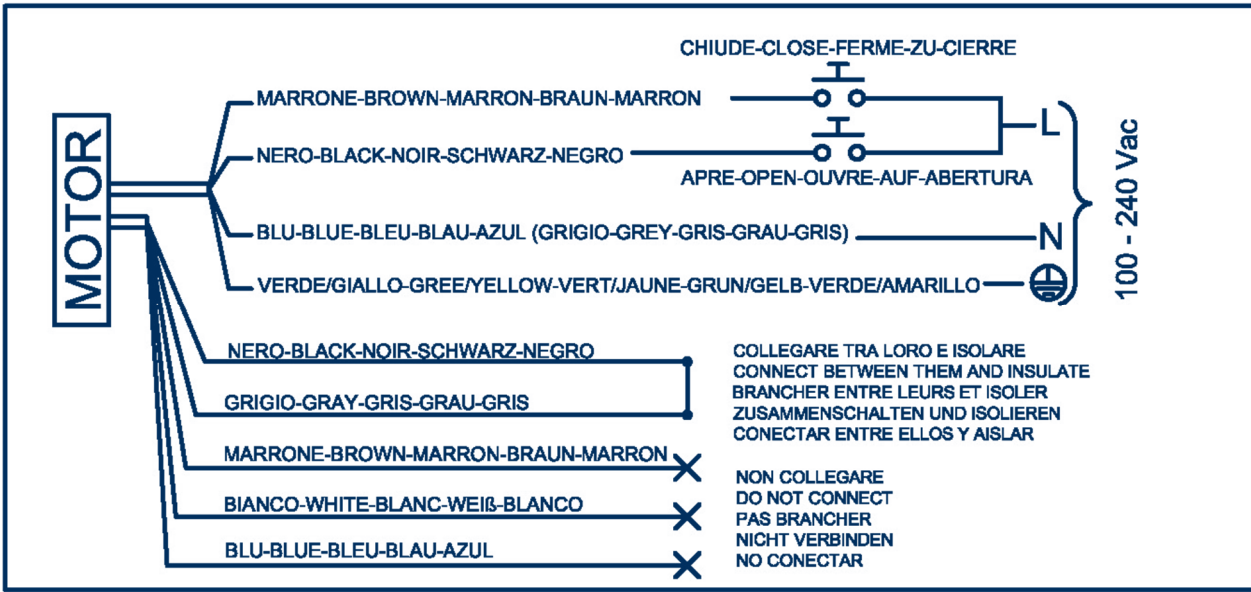 CHIUDE-CLOSE-FERME-ZU-CIERRE
MARRONE-BROWN-MARRON-BRAUN-MARRON
L
NERO-BLACK-NOIR-SCHWARZ-NEGRO
APRE-OPEN-OUVRE-AUF-ABERTURA
MOTOR
BLU-BLUE-BLEU-BLAU-AZUL (GRIGIO-GREY-GRIS-GRAU-GRIS)
N
100 - 240 Vac
VERDE/GIALLO-GREE/YELLOW-VERT/JAUNE-GRUN/GELB-VERDE/AMARILLO
NERO-BLACK-NOIR-SCHWARZ-NEGRO
GRIGIO-GRAY-GRIS-GRAU-GRIS
COLLEGARE TRA LORO E ISOLARE
CONNECT BETWEEN THEM AND INSULATE
BRANCHER ENTRE LEURS ET ISOLER
ZUSAMMENSCHALTEN UND ISOLIEREN
CONECTAR ENTRE ELLOS Y AISLAR
MARRONE-BROWN-MARRON-BRAUN-MARRON
BIANCO-WHITE-BLANC-WEIß-BLANCO
BLU-BLUE-BLEU-BLAU-AZUL
NON COLLEGARE
DO NOT CONNECT
PAS BRANCHER
NICHT VERBINDEN
NO CONECTAR